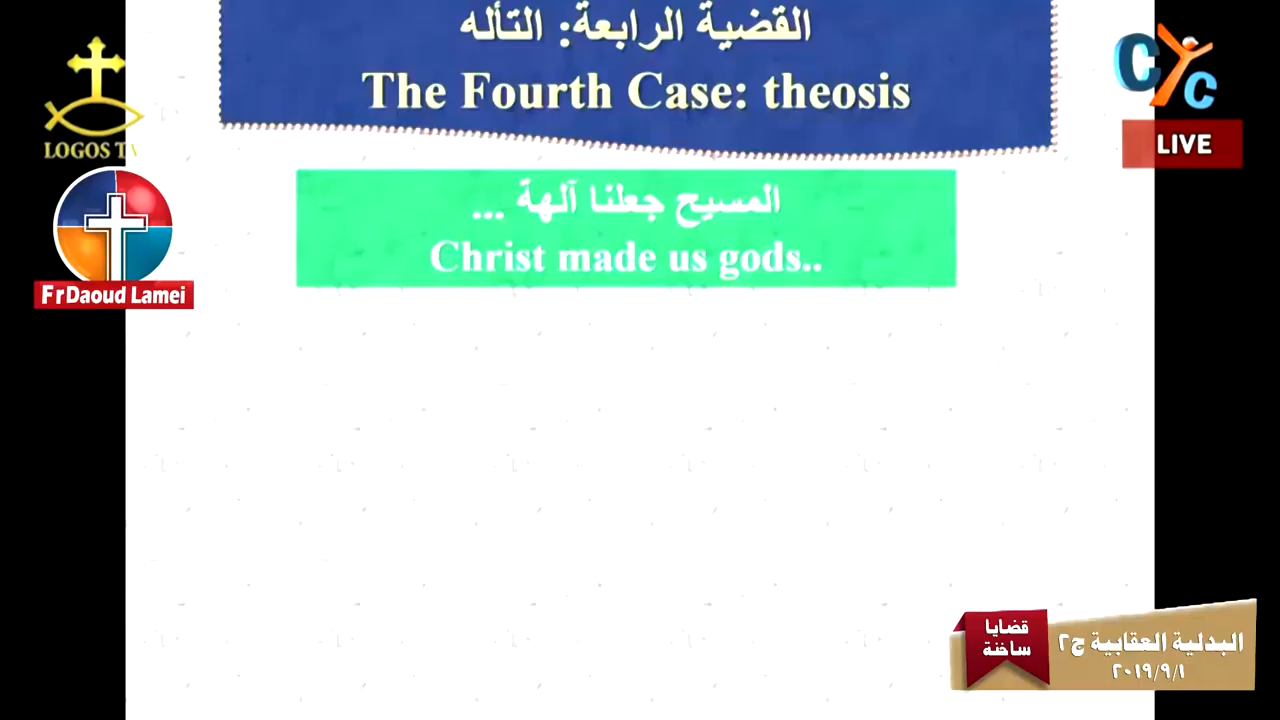 القضية الرابعة: التأله
The Fourth Case: theosis
المسيح جعلنا آلهة ...
Christ made us gods..
LOGOS TV
FrDaoud Lamei
CYC
LIVE
قضايا
ساخنة
البدلية العقابية ج٢
٢٠١٩/٩/١